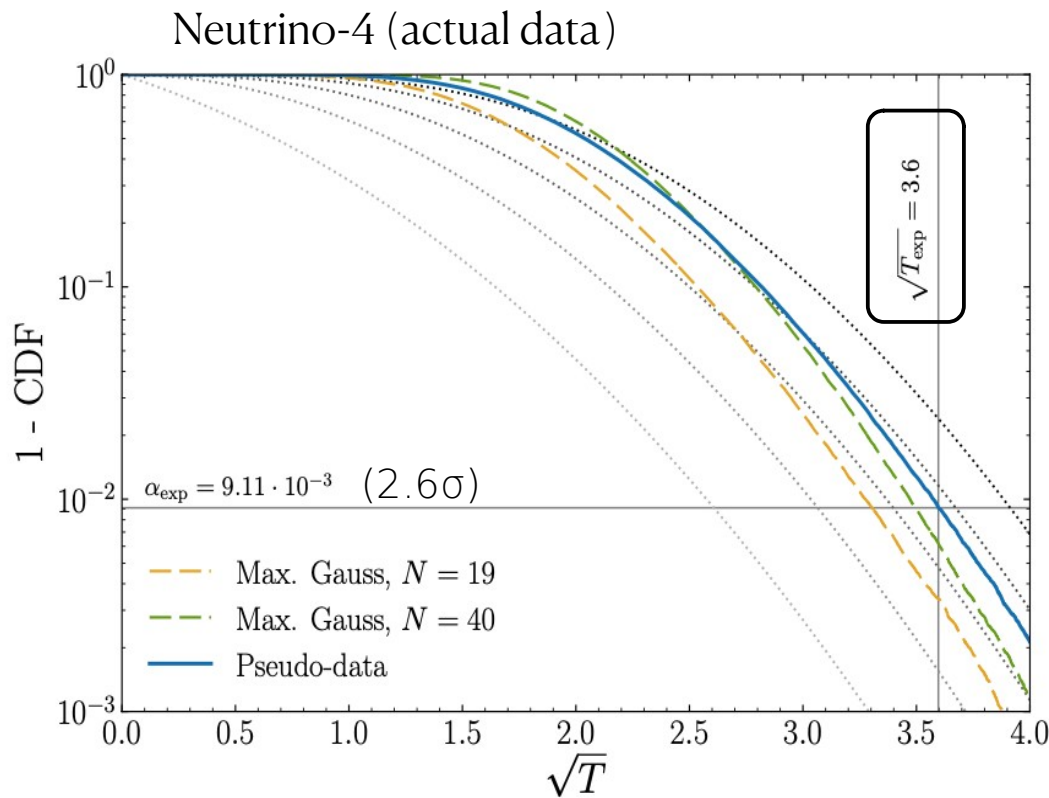 Neutrino-4 (actual data)
10⁰
10⁻¹
10⁻²
10⁻³
1 - CDF
√T_exp = 3.6
α_exp = 9.11 · 10⁻³ (2.6σ)
Max. Gauss, N = 19
Max. Gauss, N = 40
Pseudo-data
0.0 0.5 1.0 1.5 2.0 2.5 3.0 3.5 4.0
√T